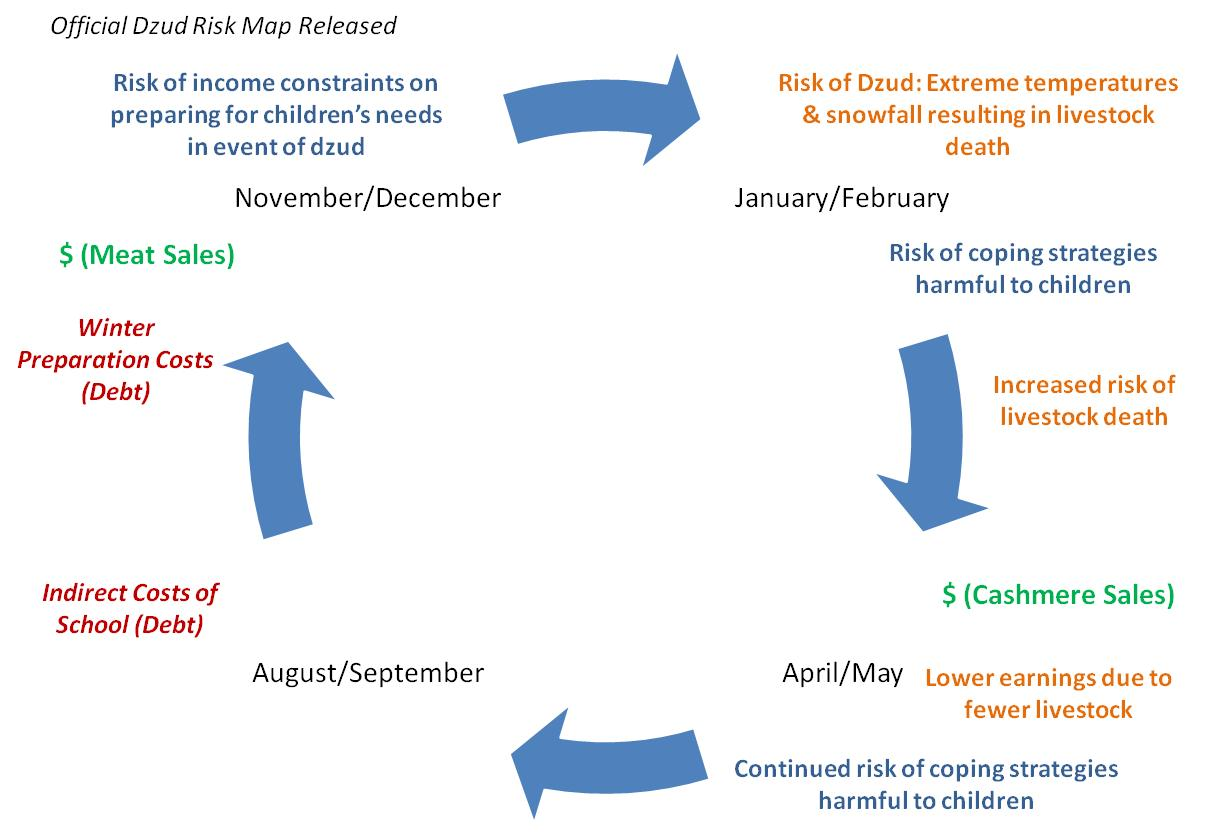 Official Dzud Risk Map Released
Risk of income constraints on
preparing for children's needs
in event of dzud
November/December
Risk of Dzud: Extreme temperatures
& snowfall resulting in livestock
death
January/February
Risk of coping strategies
harmful to children
Increased risk of
livestock death
$ (Cashmere Sales)
April/May
Lower earnings due to
fewer livestock
Continued risk of coping strategies
harmful to children
August/September
Indirect Costs of
School (Debt)
Winter
Preparation Costs
(Debt)
$ (Meat Sales)